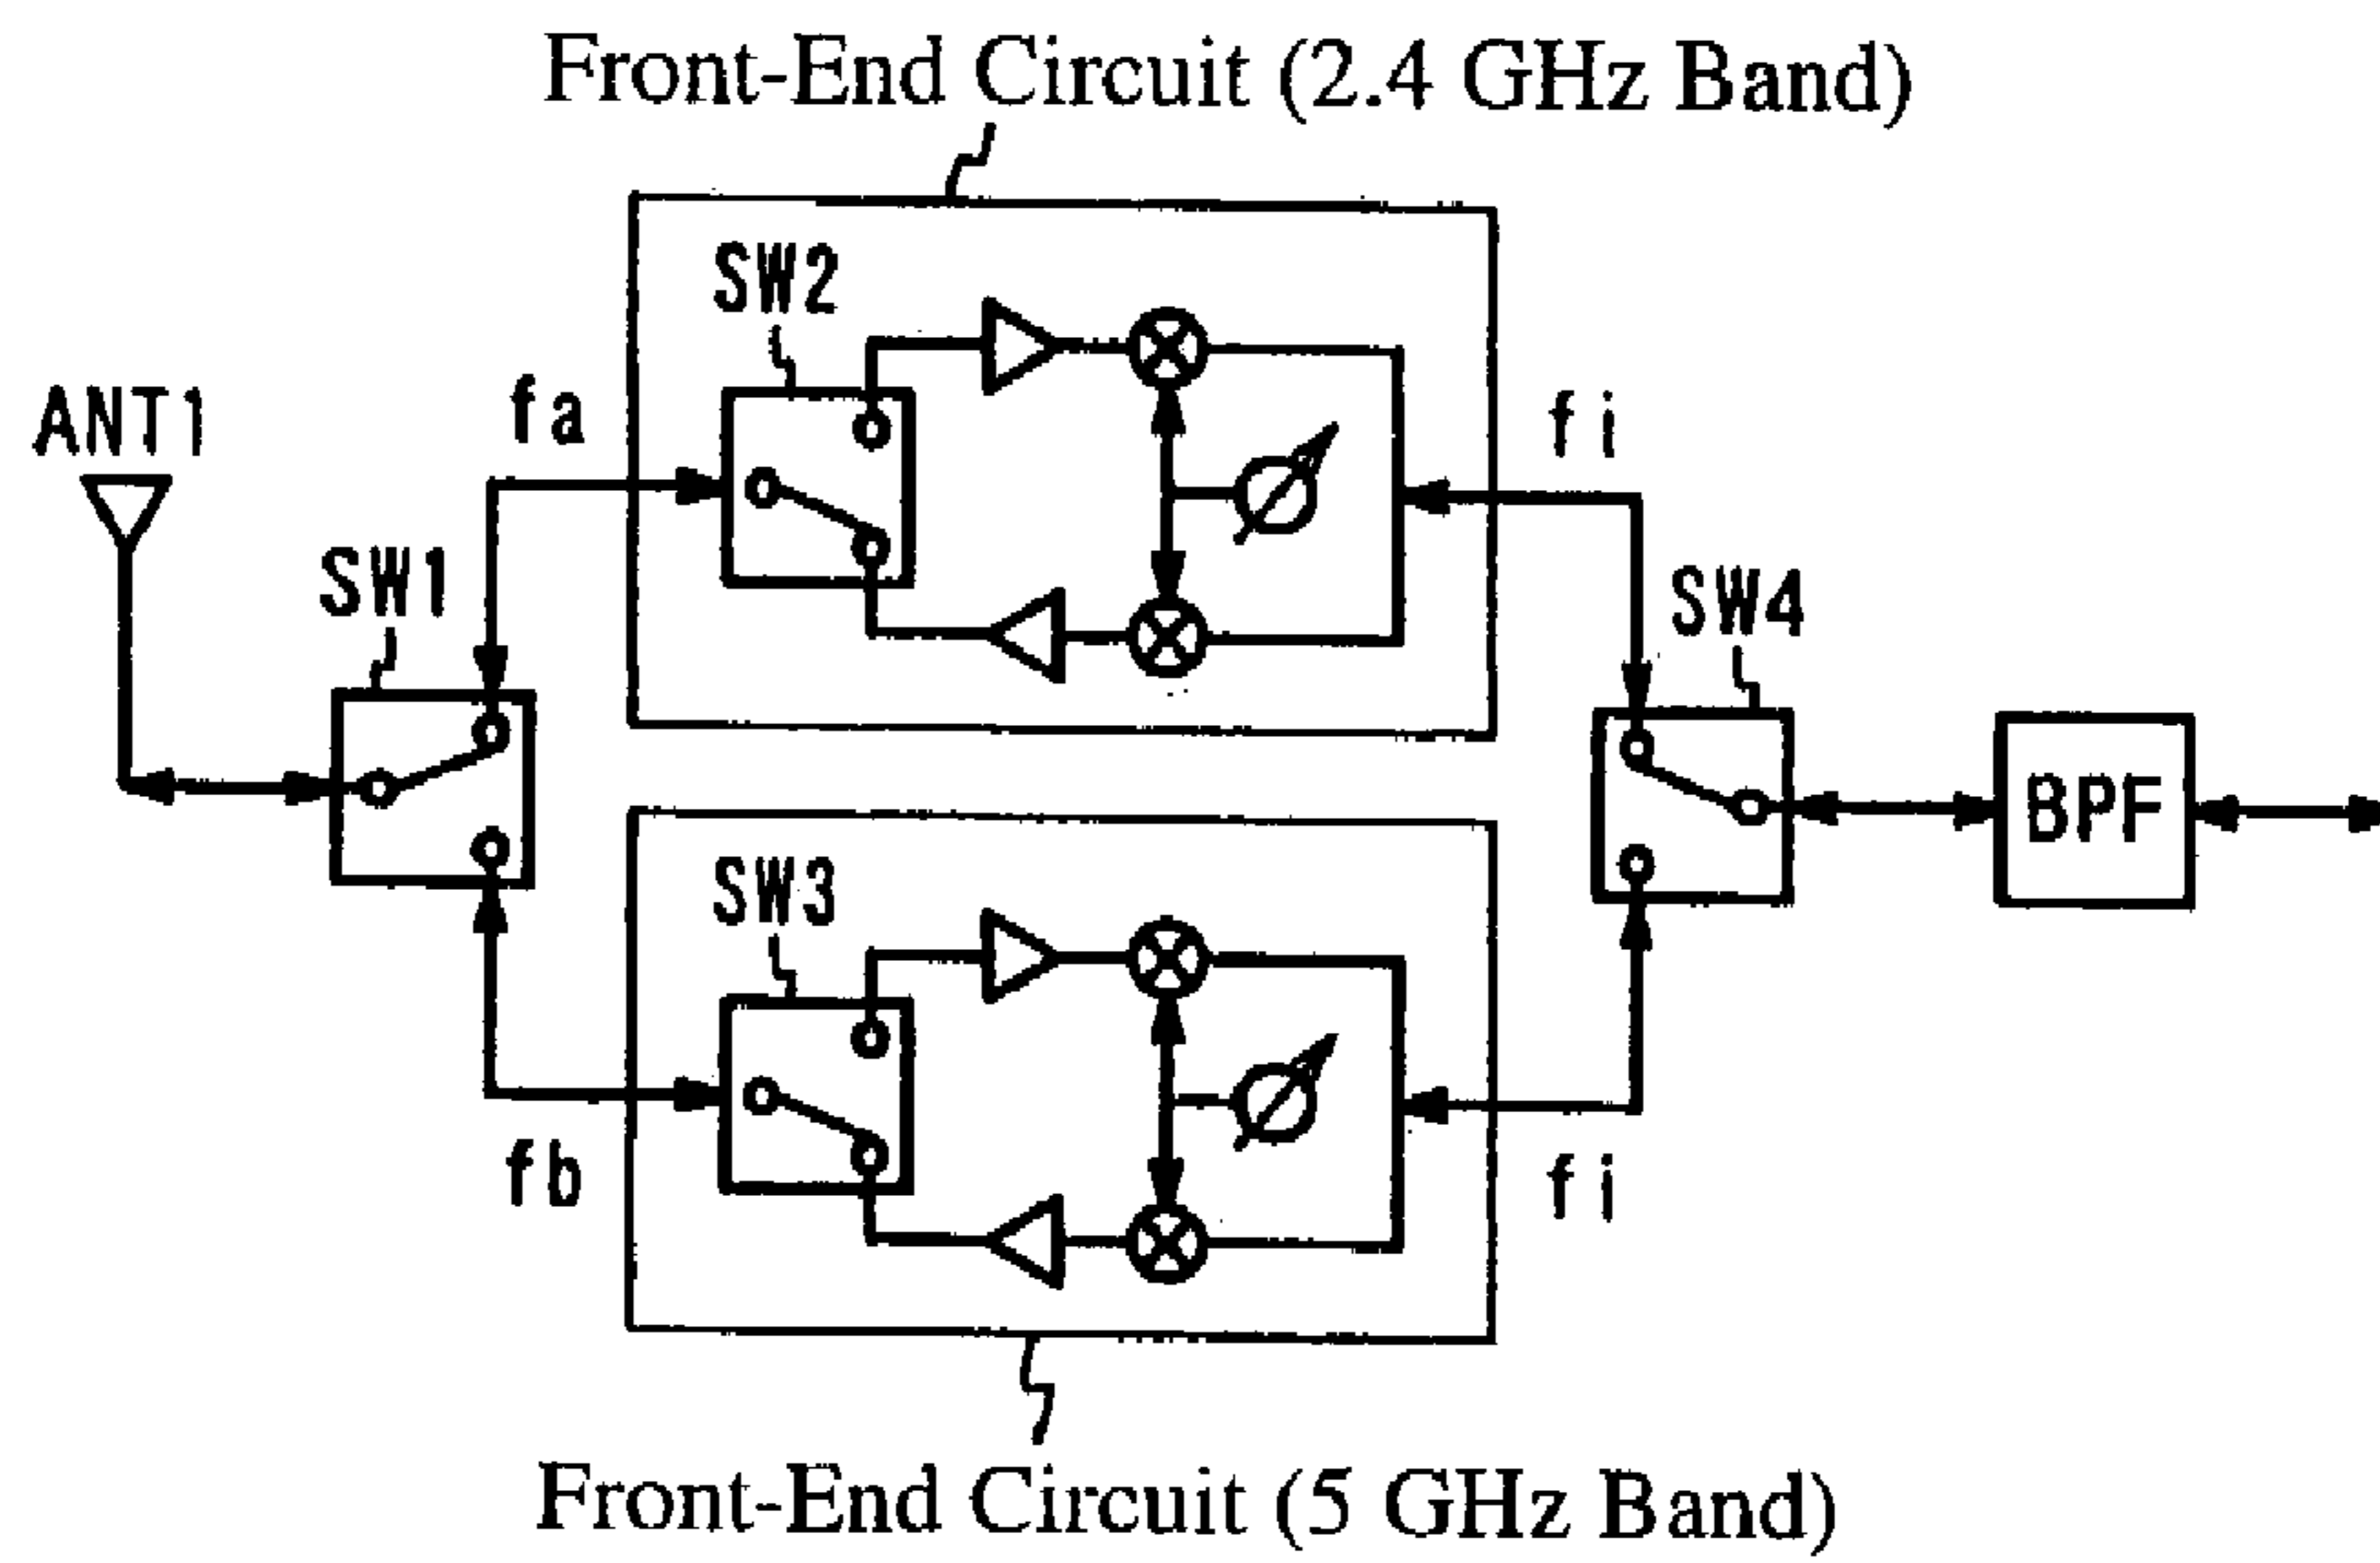 Front-End Circuit (2.4 GHz Band)
SW2
ANT1
fa
fi
SW1
SW4
BPF
SW3
fb
fi
Front-End Circuit (5 GHz Band)